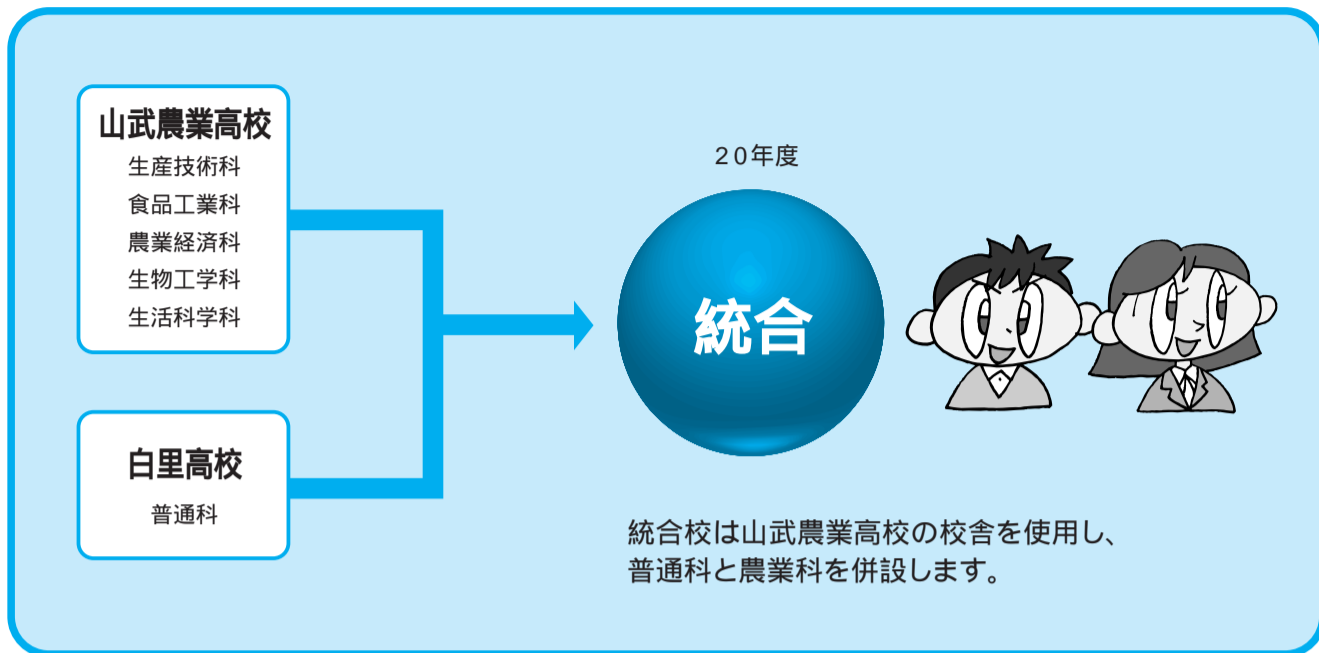 山武農業高校
生産技術科
食品工業科
農業経済科
生物工学科
生活科学科
白里高校
普通科
20年度
統合
統合校は山武農業高校の校舎を使用し、
普通科と農業科を併設します。